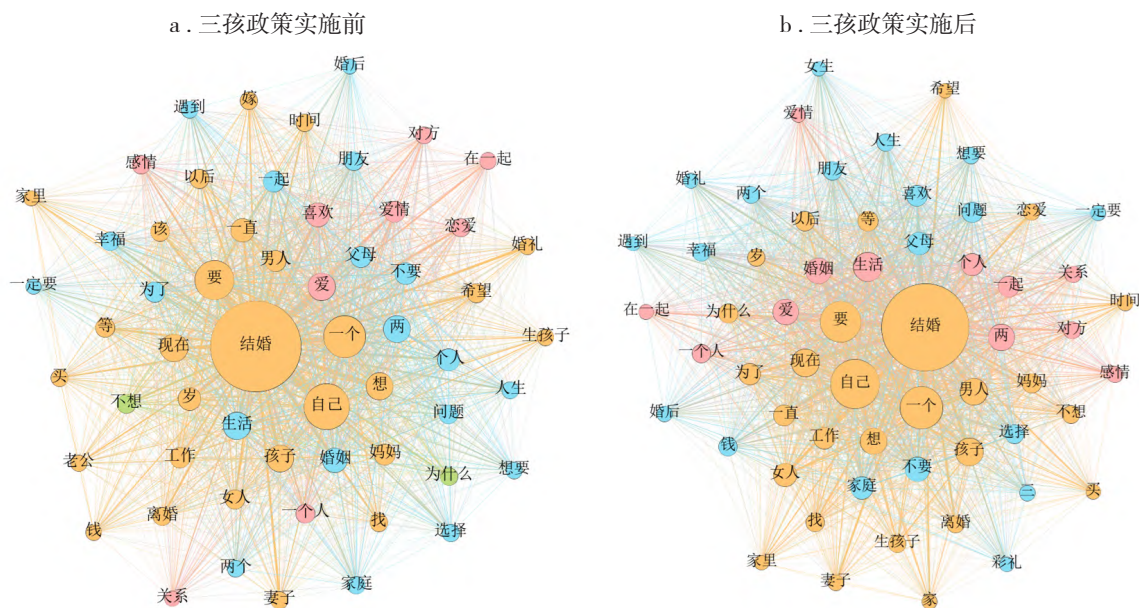 a . 三孩政策实施前
婚后
嫁
遇到
时间
对方
感情
以后
一起
朋友
在一起
家里
喜欢
爱情
该
一直
恋爱
幸福
男人
父母
婚礼
一定要
为了
要
爱
不要
希望
等
现在
结婚
一个
两
生孩子
个人
买
不想
岁
自己
想
人生
生活
问题
老公
工作
孩子
婚姻
妈妈
为什么
想要
女人
钱
离婚
一个人
找
选择
两个
家庭
关系
妻子
b . 三孩政策实施后
女生
希望
爱情
人生
想要
婚礼
两个
朋友
喜欢
以后
等
问题
恋爱
一定要
遇到
幸福
岁
父母
婚姻
生活
个人
一起
关系
在一起
为什么
爱
要
结婚
两
对方
时间
一个人
为了
现在
自己
男人
妈妈
感情
婚后
一直
一个
不想
钱
工作
想
选择
女人
家庭
不要
孩子
三
买
找
离婚
家里
生孩子
彩礼
妻子
家